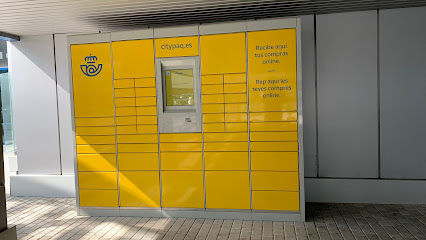 citypaq.es
Recibe aquí
tus compras
online.
Rep aquí les
teves compres
online.